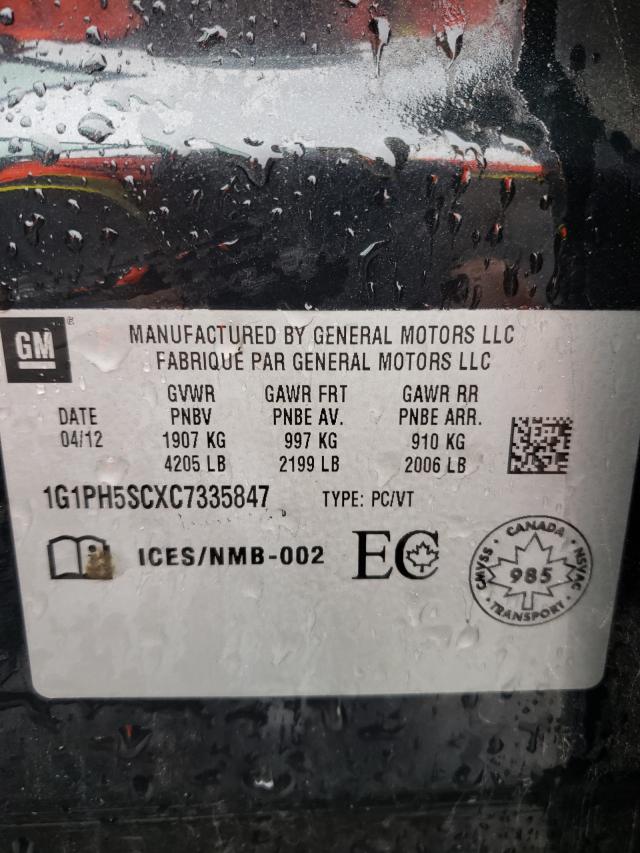 GM®
MANUFACTURED BY GENERAL MOTORS LLC
FABRIQUÉ PAR GENERAL MOTORS LLC
GVWR GAWR FRT GAWR RR
DATE PNBV PNBE AV. PNBE ARR.
04/12 1907 KG 997 KG 910 KG
4205 LB 2199 LB 2006 LB
1G1PH5SCXC7335847 TYPE: PC/VT
ICES/NMB-002 EC
CANADA
CMVSS 985 NSVAC
TRANSPORT